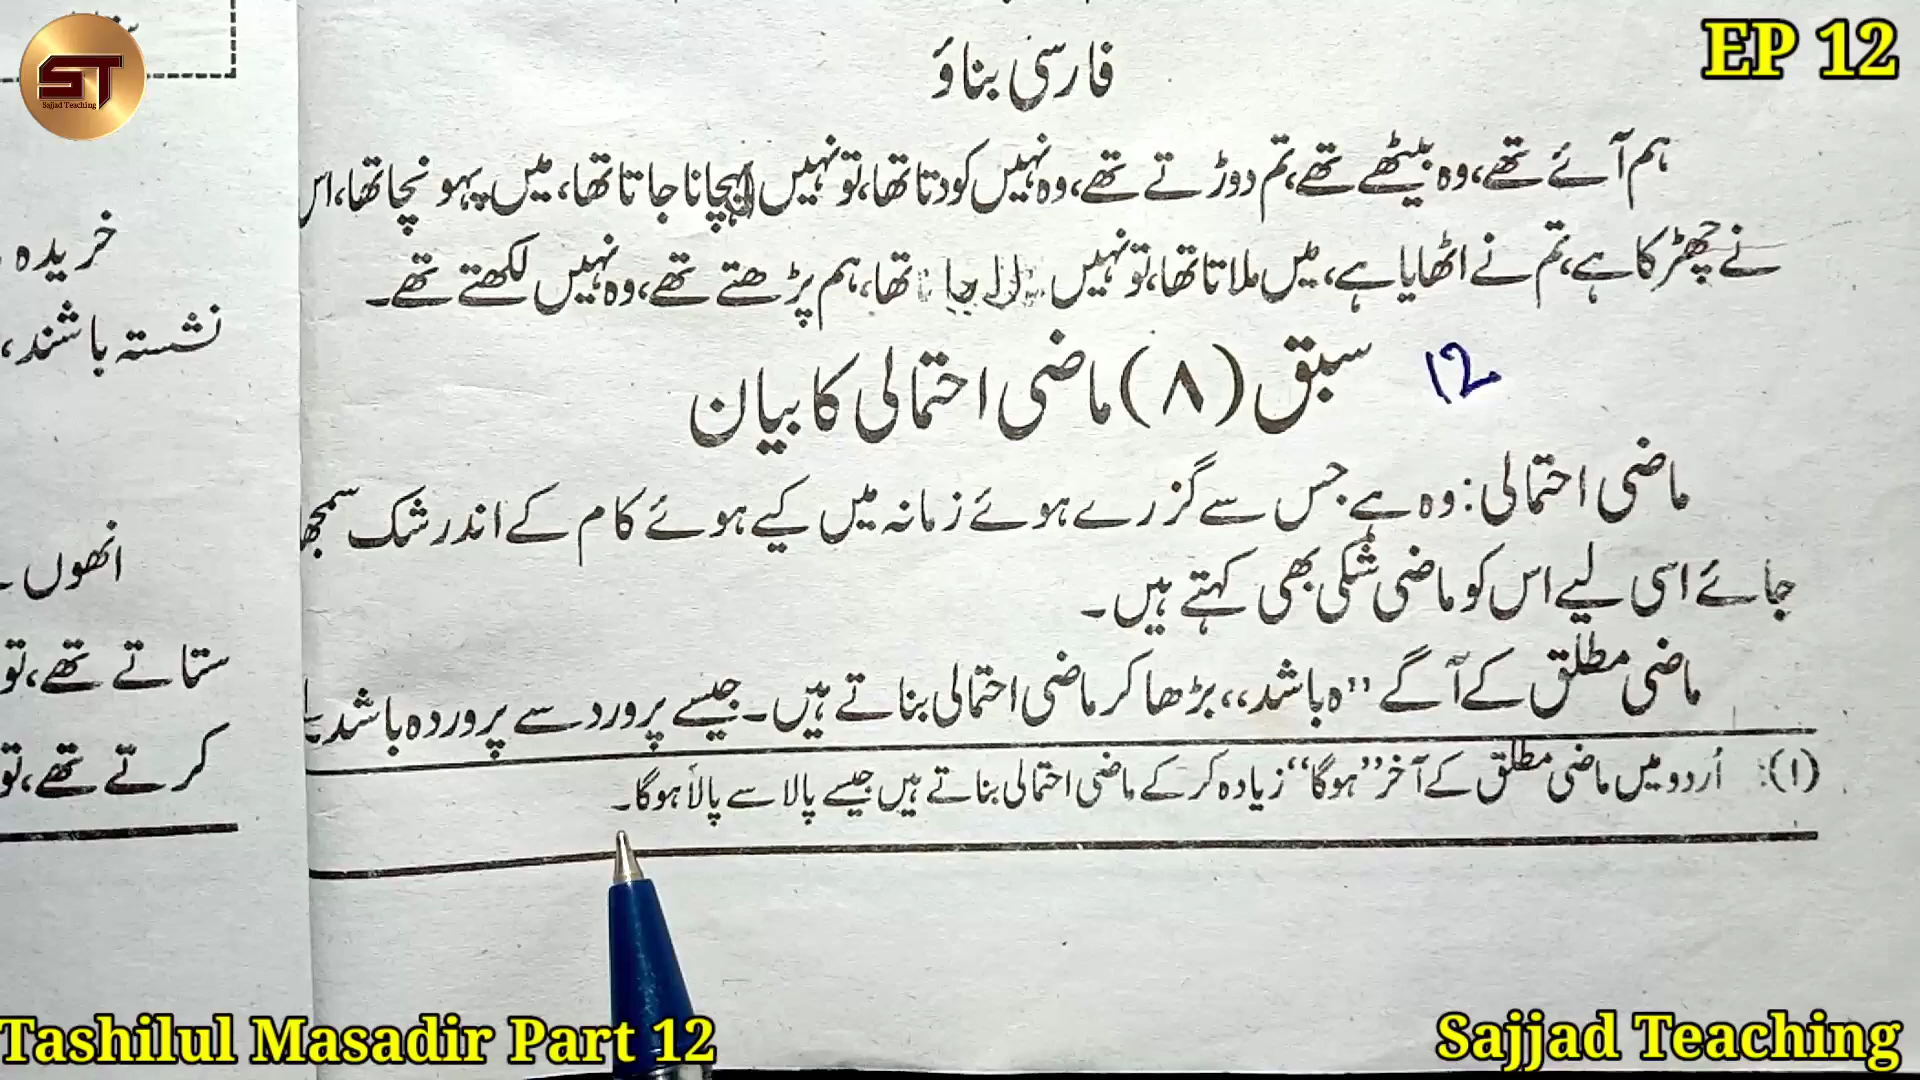 EP 12
ST
Sajjad Teaching
فارسی بناؤ
ہم آئے تھے، وہ بیٹھے تھے، تم دوڑتے تھے، وہ نہیں کودتا تھا، تو نہیں پہچانا جاتا تھا، میں پہونچا تھا، اس
نے چھڑکا ہے، تم نے اٹھایا ہے، میں ملاتا تھا، تو نہیں تھا، ہم پڑھتے تھے، وہ نہیں لکھتے تھے۔
12
سبق (۸) ماضی احتمالی کا بیان
ماضی احتمالی: وہ ہے جس سے گزرے ہوئے زمانہ میں کیے ہوئے کام کے اندر شک سمجھا
جائے اسی لیے اس کو ماضی شکی بھی کہتے ہیں۔
ماضی مطلق کے آگے ”ہ باشد،، بڑھا کر ماضی احتمالی بناتے ہیں۔ جیسے پرورد سے پروردہ باشد
(۱): اُردو میں ماضی مطلق کے آخر ”ہوگا“ زیادہ کر کے ماضی احتمالی بناتے ہیں جیسے پالا سے پالا ہوگا۔
خریدہ
نشستہ باشند،
انھوں
ستاتے تھے، تو
کرتے تھے، تو
Tashilul Masadir Part 12
Sajjad Teaching